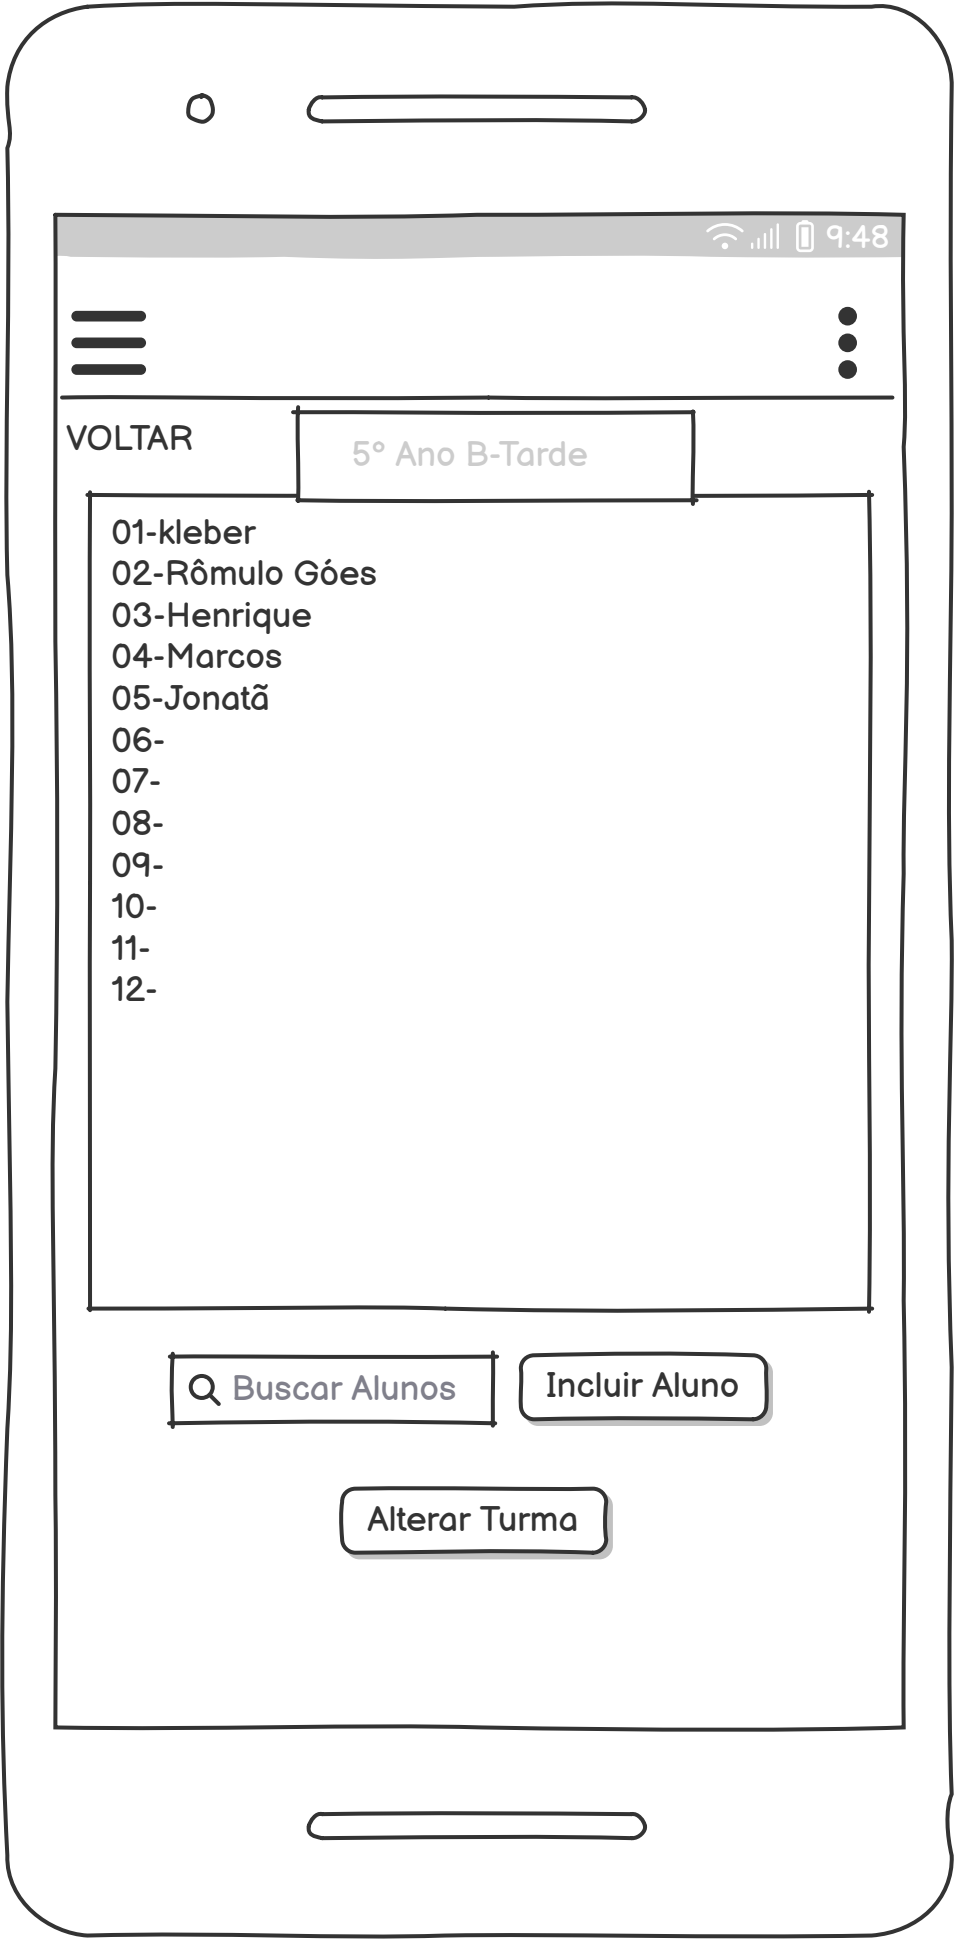 9:48
VOLTAR
5º Ano B-Tarde
01-kleber
02-Rômulo Góes
03-Henrique
04-Marcos
05-Jonatã
06-
07-
08-
09-
10-
11-
12-
Buscar Alunos
Incluir Aluno
Alterar Turma